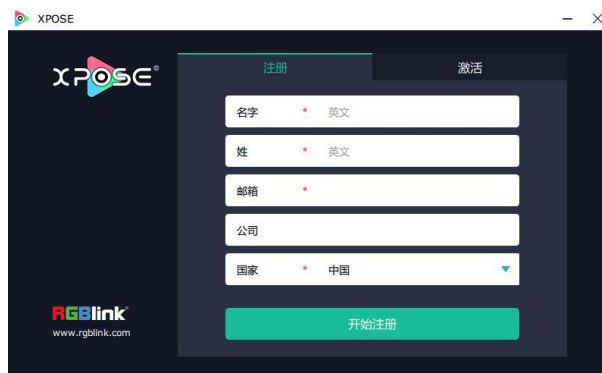 XPOSE
XPOSE®
注册
激活
名字 * 英文
姓 * 英文
邮箱 *
公司
国家 * 中国
开始注册
RGBlink®
www.rgblink.com